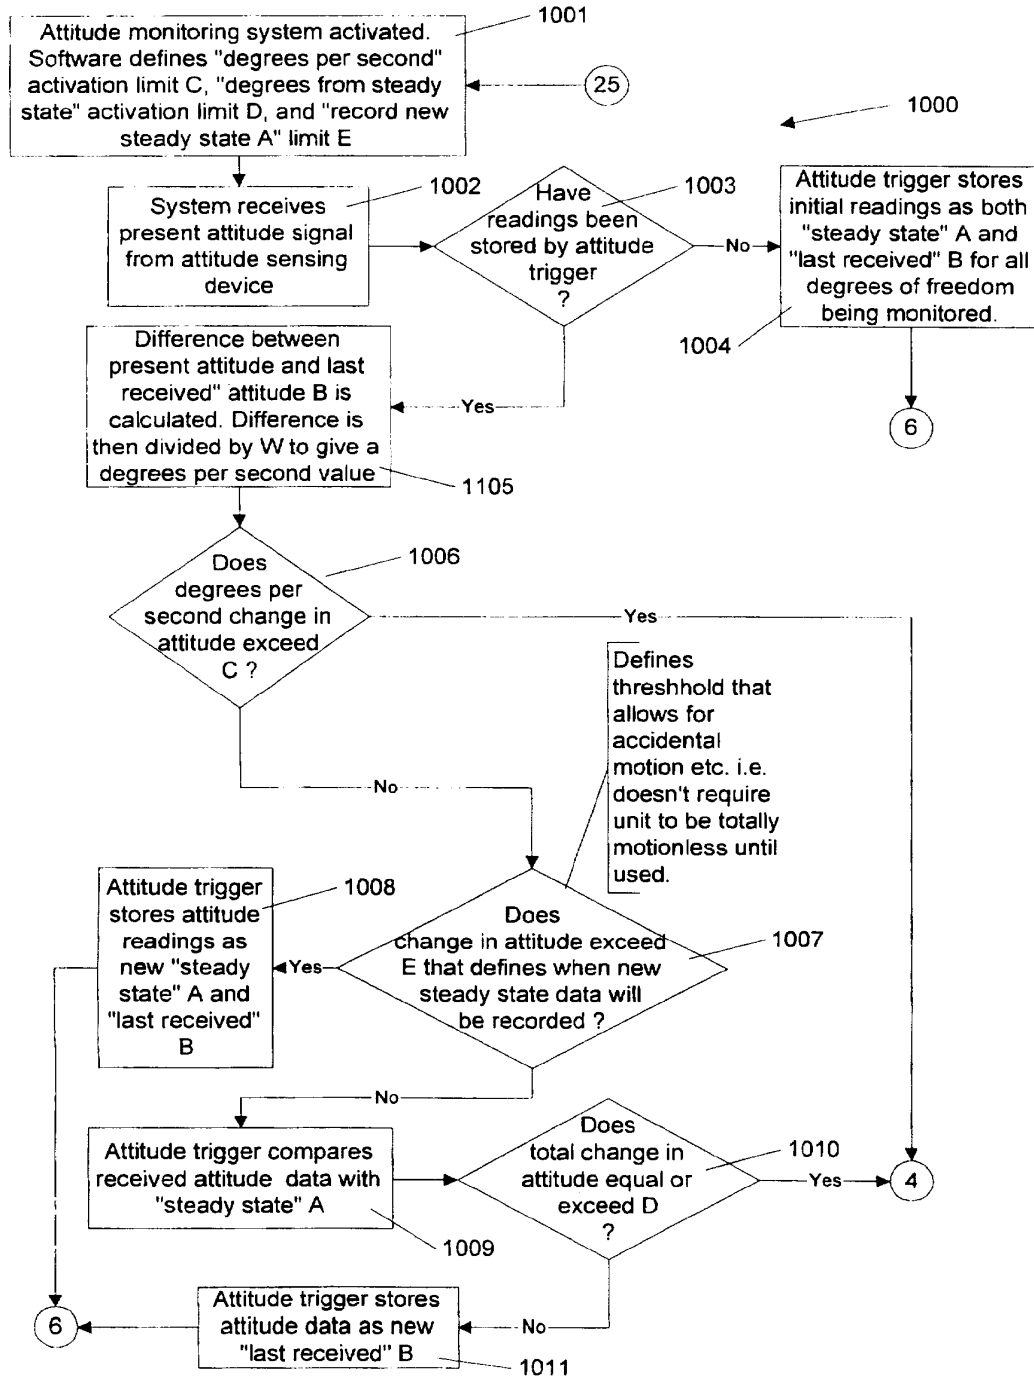 1001
Attitude monitoring system activated.
Software defines "degrees per second"
activation limit C, "degrees from steady
state" activation limit D, and "record new
steady state A" limit E
25
1000
1002
System receives
present attitude signal
from attitude sensing
device
1003
Have
readings been
stored by attitude
trigger
?
No
Attitude trigger stores
initial readings as both
"steady state" A and
"last received" B for all
degrees of freedom
being monitored.
1004
6
Yes
Difference between
present attitude and last
received" attitude B is
calculated. Difference is
then divided by W to give a
degrees per second value
1105
1006
Does
degrees per
second change in
attitude exceed
C ?
Yes
No
Defines
threshhold that
allows for
accidental
motion etc. i.e.
doesn't require
unit to be totally
motionless until
used.
1008
Attitude trigger
stores attitude
readings as
new "steady
state" A and
"last received"
B
Yes
Does
change in attitude exceed
E that defines when new
steady state data will
be recorded ?
1007
No
Attitude trigger compares
received attitude data with
"steady state" A
1009
Does
total change in
attitude equal or
exceed D
?
1010
Yes
4
No
Attitude trigger stores
attitude data as new
"last received" B
1011
6